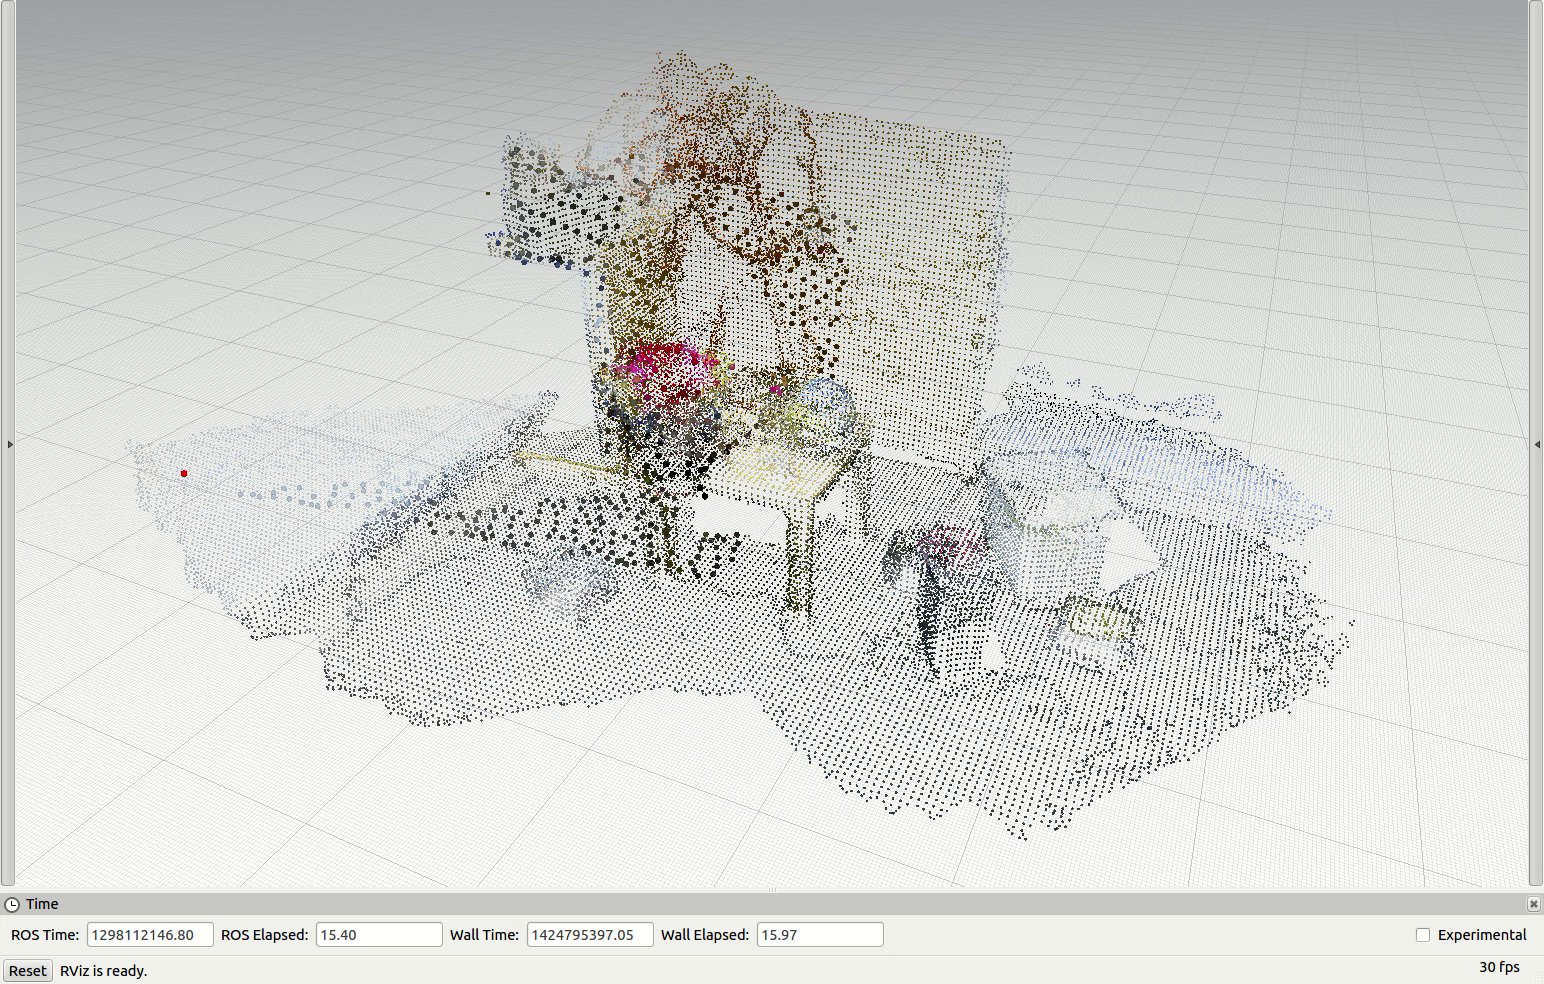 Time
ROS Time: 1298112146.80 ROS Elapsed: 15.40 Wall Time: 1424795397.05 Wall Elapsed: 15.97 Experimental
Reset RViz is ready. 30 fps